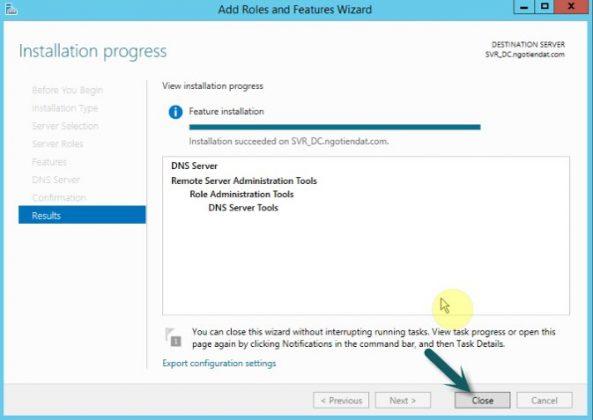 Add Roles and Features Wizard
Installation progress
DESTINATION SERVER
SVR_DC.ngotiendat.com
Before You Begin
Installation Type
Server Selection
Server Roles
Features
DNS Server
Confirmation
Results
View installation progress
Feature installation
Installation succeeded on SVR_DC.ngotiendat.com.
DNS Server
Remote Server Administration Tools
Role Administration Tools
DNS Server Tools
1
You can close this wizard without interrupting running tasks. View task progress or open this
page again by clicking Notifications in the command bar, and then Task Details.
Export configuration settings
< Previous
Next >
Close
Cancel